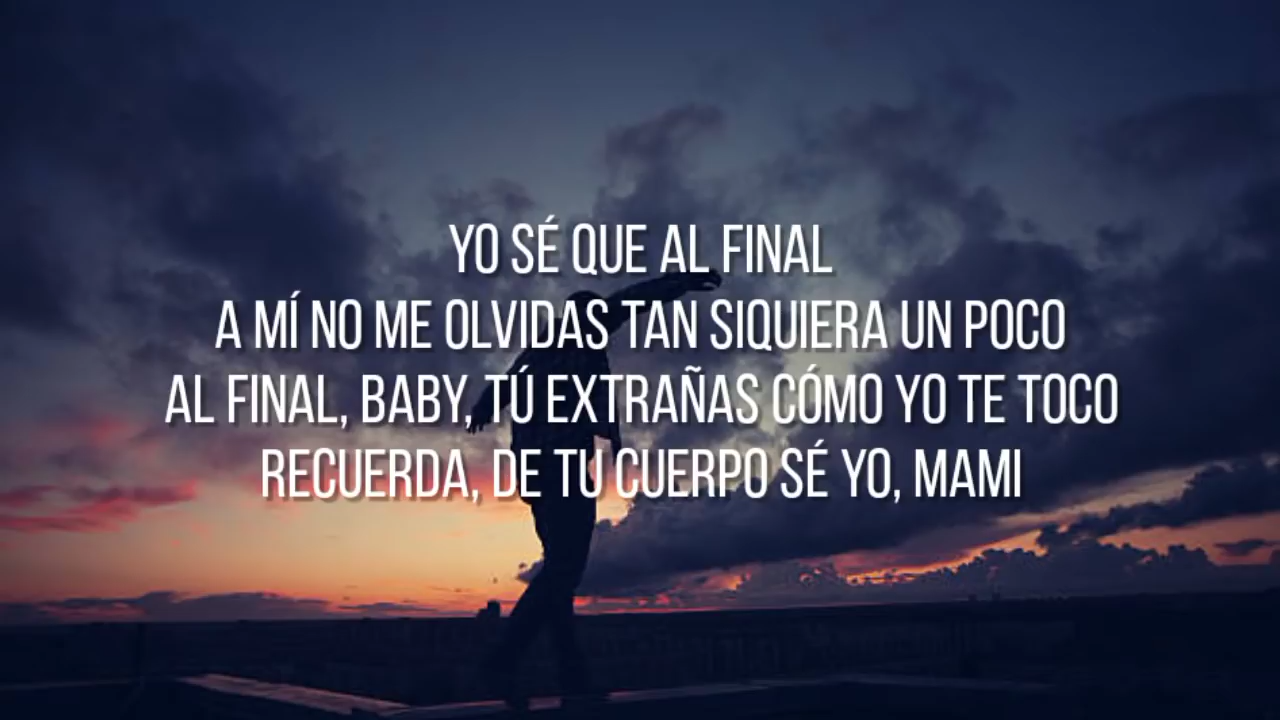 YO SÉ QUE AL FINAL
A MÍ NO ME OLVIDAS TAN SIQUIERA UN POCO
AL FINAL, BABY, TÚ EXTRAÑAS CÓMO YO TE TOCO
RECUERDA, DE TU CUERPO SÉ YO, MAMI